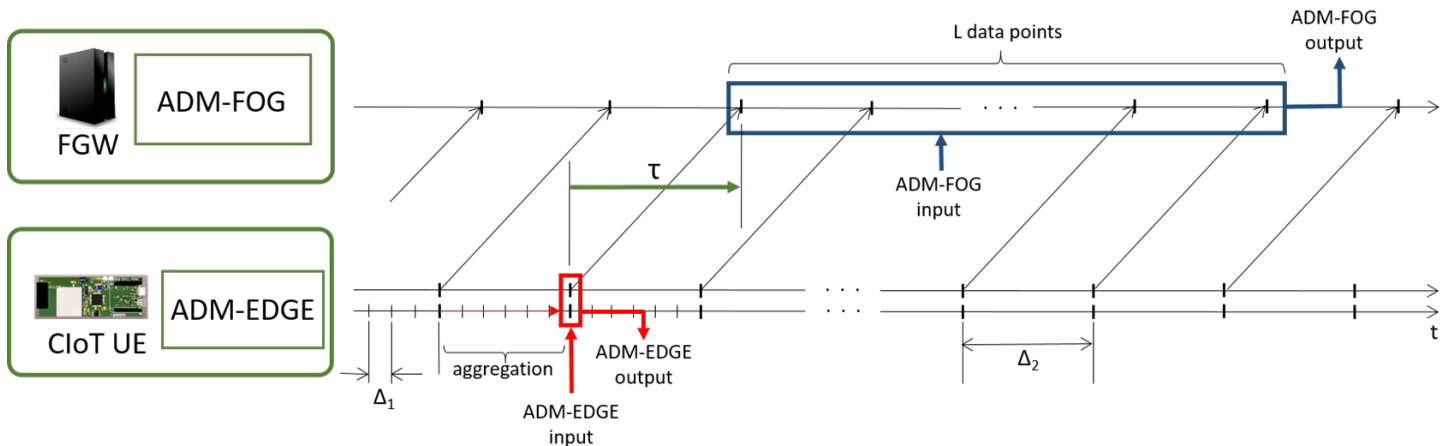 L data points
ADM-FOG
output
ADM-FOG
FGW
τ
ADM-FOG
input
. . .
ADM-EDGE
CIoT UE
. . .
t
aggregation
ADM-EDGE
output
Δ2
Δ1
ADM-EDGE
input